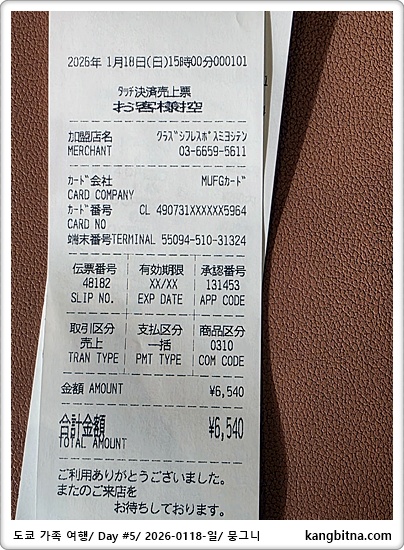 2026年 1月18日(日)15時00分000101
ﾀｯﾁ決済売上票
お客様控
加盟店名 ｸﾗｽﾞｼﾌﾚｽﾎﾟｽﾐﾖｼﾃﾝ
MERCHANT 03-6659-5611
ｶｰﾄﾞ会社 MUFGｶｰﾄﾞ
CARD COMPANY
ｶｰﾄﾞ番号 CL 490731XXXXXX5964
CARD NO
端末番号TERMINAL 55094-510-31324
伝票番号 有効期限 承認番号
48182 XX/XX 131453
SLIP NO. EXP DATE APP CODE
取引区分 支払区分 商品区分
売上 一括 0310
TRAN TYPE PMT TYPE COM CODE
金額 AMOUNT ¥6,540
合計金額 ¥6,540
TOTAL AMOUNT
ご利用ありがとうございました。
またのご来店を
お待ちしております。
도쿄 가족 여행/ Day #5/ 2026-0118-일/ 뭉그니 kangbitna.com